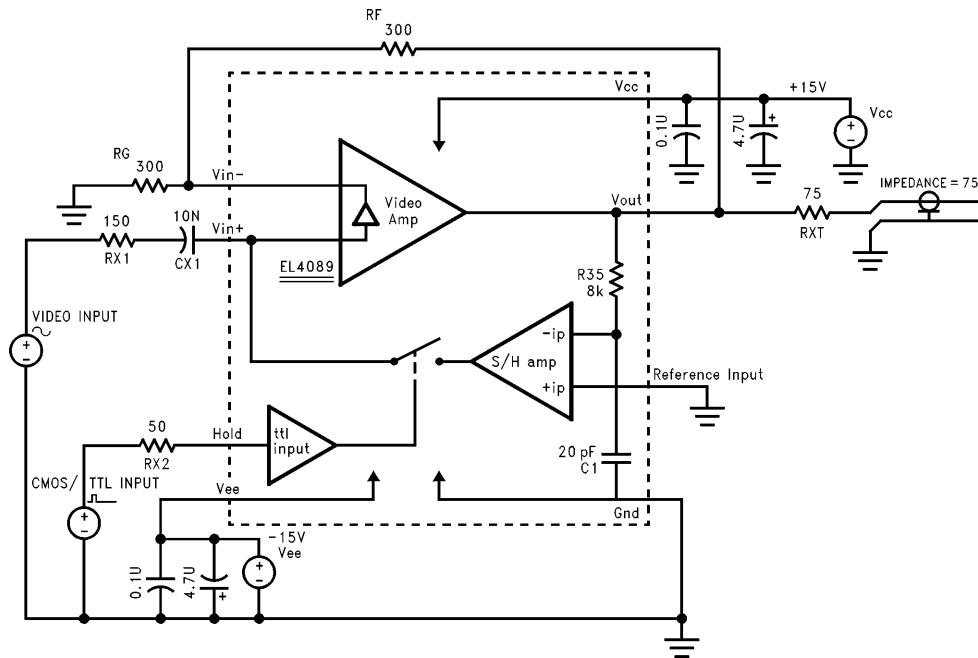 RF
300
Vcc
+15V
0.1U
4.7U
+
Vcc
+
-
RG
300
Vin-
150
10N
Vin+
RX1
CX1
Video
Amp
EL4089
Vout
75
RXT
IMPEDANCE = 75
R35
8k
VIDEO INPUT
+
-
-ip
S/H amp
+ip
Reference Input
50
Hold
RX2
ttl
input
20 pF
C1
CMOS/ TTL INPUT
+
-
Vee
Gnd
-15V
Vee
0.1U
4.7U
+
+
-